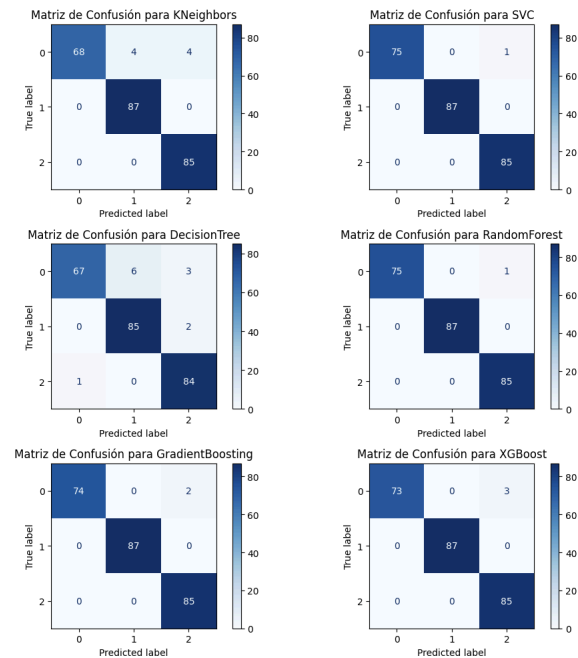 Matriz de Confusión para KNeighbors
True label
0 68 4 4
1 0 87 0
2 0 0 85
0 1 2
Predicted label
80
60
40
20
0
Matriz de Confusión para SVC
True label
0 75 0 1
1 0 87 0
2 0 0 85
0 1 2
Predicted label
80
60
40
20
0
Matriz de Confusión para DecisionTree
True label
0 67 6 3
1 0 85 2
2 1 0 84
0 1 2
Predicted label
80
60
40
20
0
Matriz de Confusión para RandomForest
True label
0 75 0 1
1 0 87 0
2 0 0 85
0 1 2
Predicted label
80
60
40
20
0
Matriz de Confusión para GradientBoosting
True label
0 74 0 2
1 0 87 0
2 0 0 85
0 1 2
Predicted label
80
60
40
20
0
Matriz de Confusión para XGBoost
True label
0 73 0 3
1 0 87 0
2 0 0 85
0 1 2
Predicted label
80
60
40
20
0